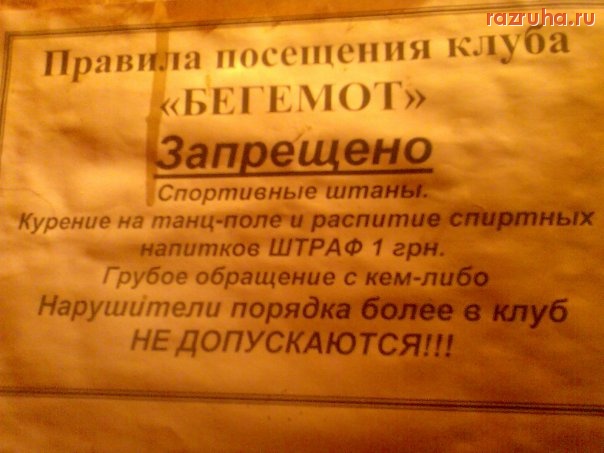 razruha.ru
Правила посещения клуба
«БЕГЕМОТ»
Запрещено
Спортивные штаны.
Курение на танц-поле и распитие спиртных
напитков ШТРАФ 1 грн.
Грубое обращение с кем-либо
Нарушители порядка более в клуб
НЕ ДОПУСКАЮТСЯ!!!